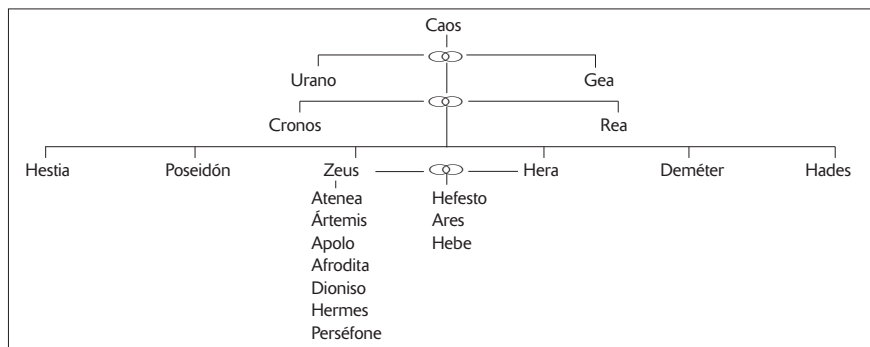 Caos
Urano Gea
Cronos Rea
Hestia Poseidón Zeus Hera Deméter Hades
Atenea Hefesto
Ártemis Ares
Apolo Hebe
Afrodita
Dioniso
Hermes
Perséfone